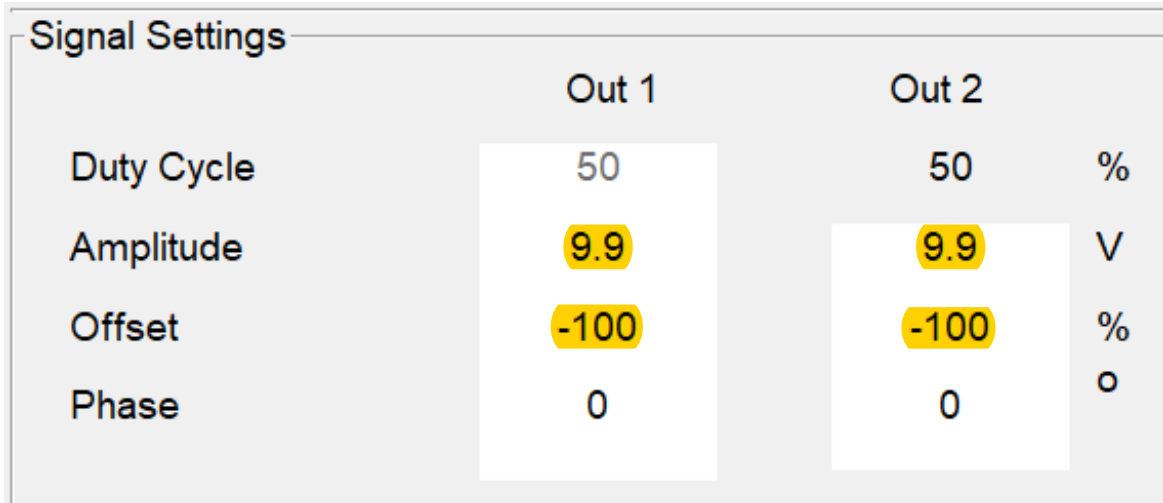 Signal Settings
Out 1 Out 2
Duty Cycle 50 50 %
Amplitude 9.9 9.9 V
Offset -100 -100 %
Phase 0 0 o